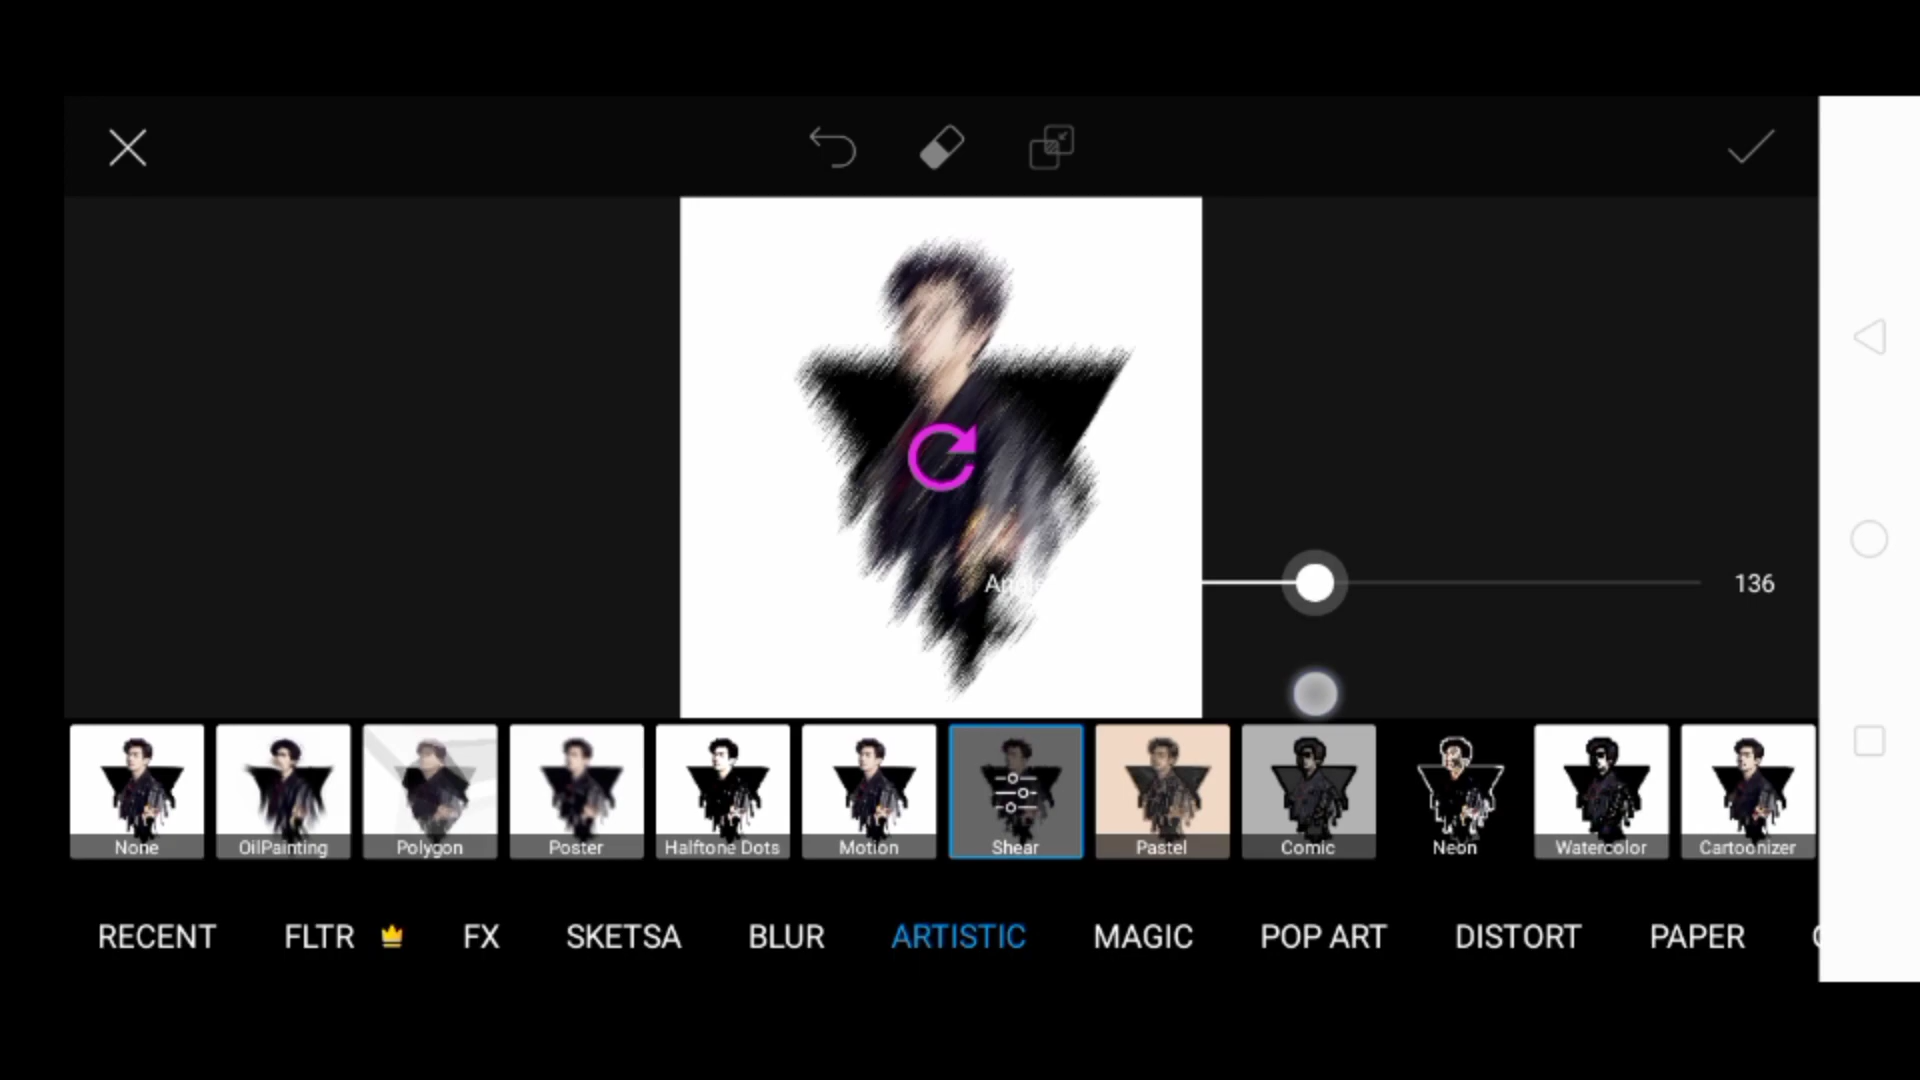 Angle
136
None
OilPainting
Polygon
Poster
Halftone Dots
Motion
Shear
Pastel
Comic
Neon
Watercolor
Cartoonizer
RECENT
FLTR
FX
SKETSA
BLUR
ARTISTIC
MAGIC
POP ART
DISTORT
PAPER